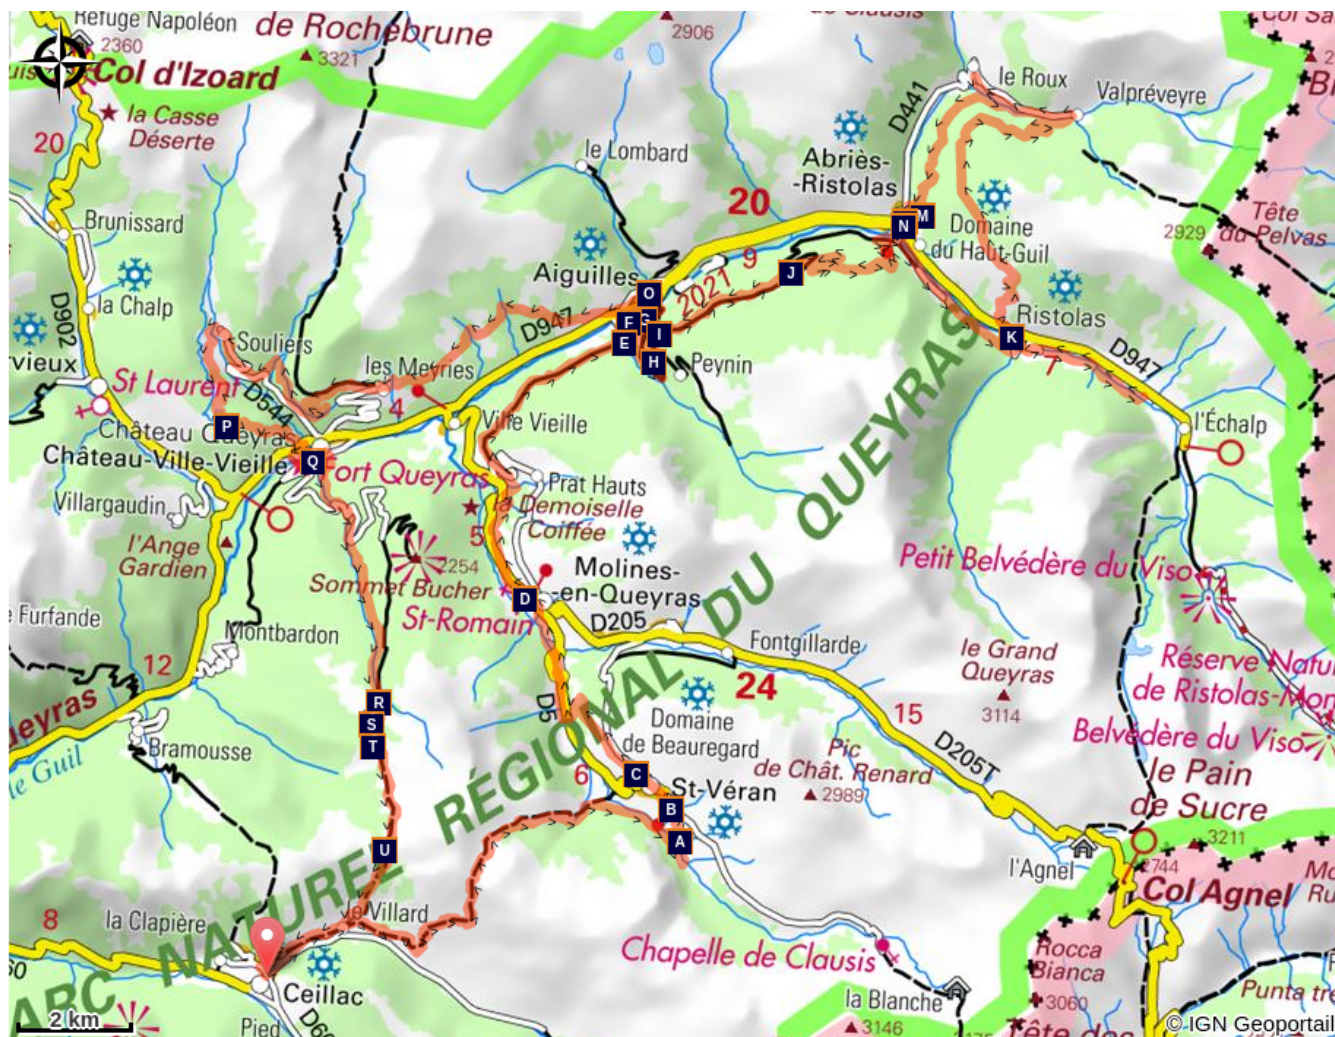 Refuge Napoléon
2360
de Rochebrune
3321
2906
Col d'Izoard
la Casse
Déserte
20
le Roux
Valpréveyre
D441
le Lombard
Abriès-
-Ristolas
20
M
N
Domaine
du Haut-Guil
Tête
du Pelvas
2929
Brunissard
la Chalp
D902
Aiguilles
9
J
O
2021
F
G
I
E
H
D947
Peynin
Ristolas
K
7
D947
l'Échalp
Souliers
les Meyries
4
St Laurent
D544
P
Château Queyras
Château-Ville-Vieille
Q
Fort Queyras
Ville Vieille
Villargaudin
Prat Hauts
la Demoiselle
Coiffée
5
l'Ange
Gardien
2254
Sommet Bucher
Molines-
-en-Queyras
D
St-Romain
D205
Fontgillarde
Petit Belvédère du Viso
Furfande
Montbardon
12
24
15
le Grand
Queyras
3114
D205T
Belvédère du Viso
le Pain
de Sucre
3211
R
S
T
U
Bramousse
le Guil
D5
6
Domaine
de Beauregard
Pic
de Chât. Renard
2989
C
St-Véran
B
A
l'Agnel
2744
Col Agnel
PARC NATUREL RÉGIONAL DU QUEYRAS
la Clapière
le Villard
8
Ceillac
Chapelle de Clausis
la Blanche
3146
Rocca
Bianca
3060
2 km
Pied
© IGN Geoportail